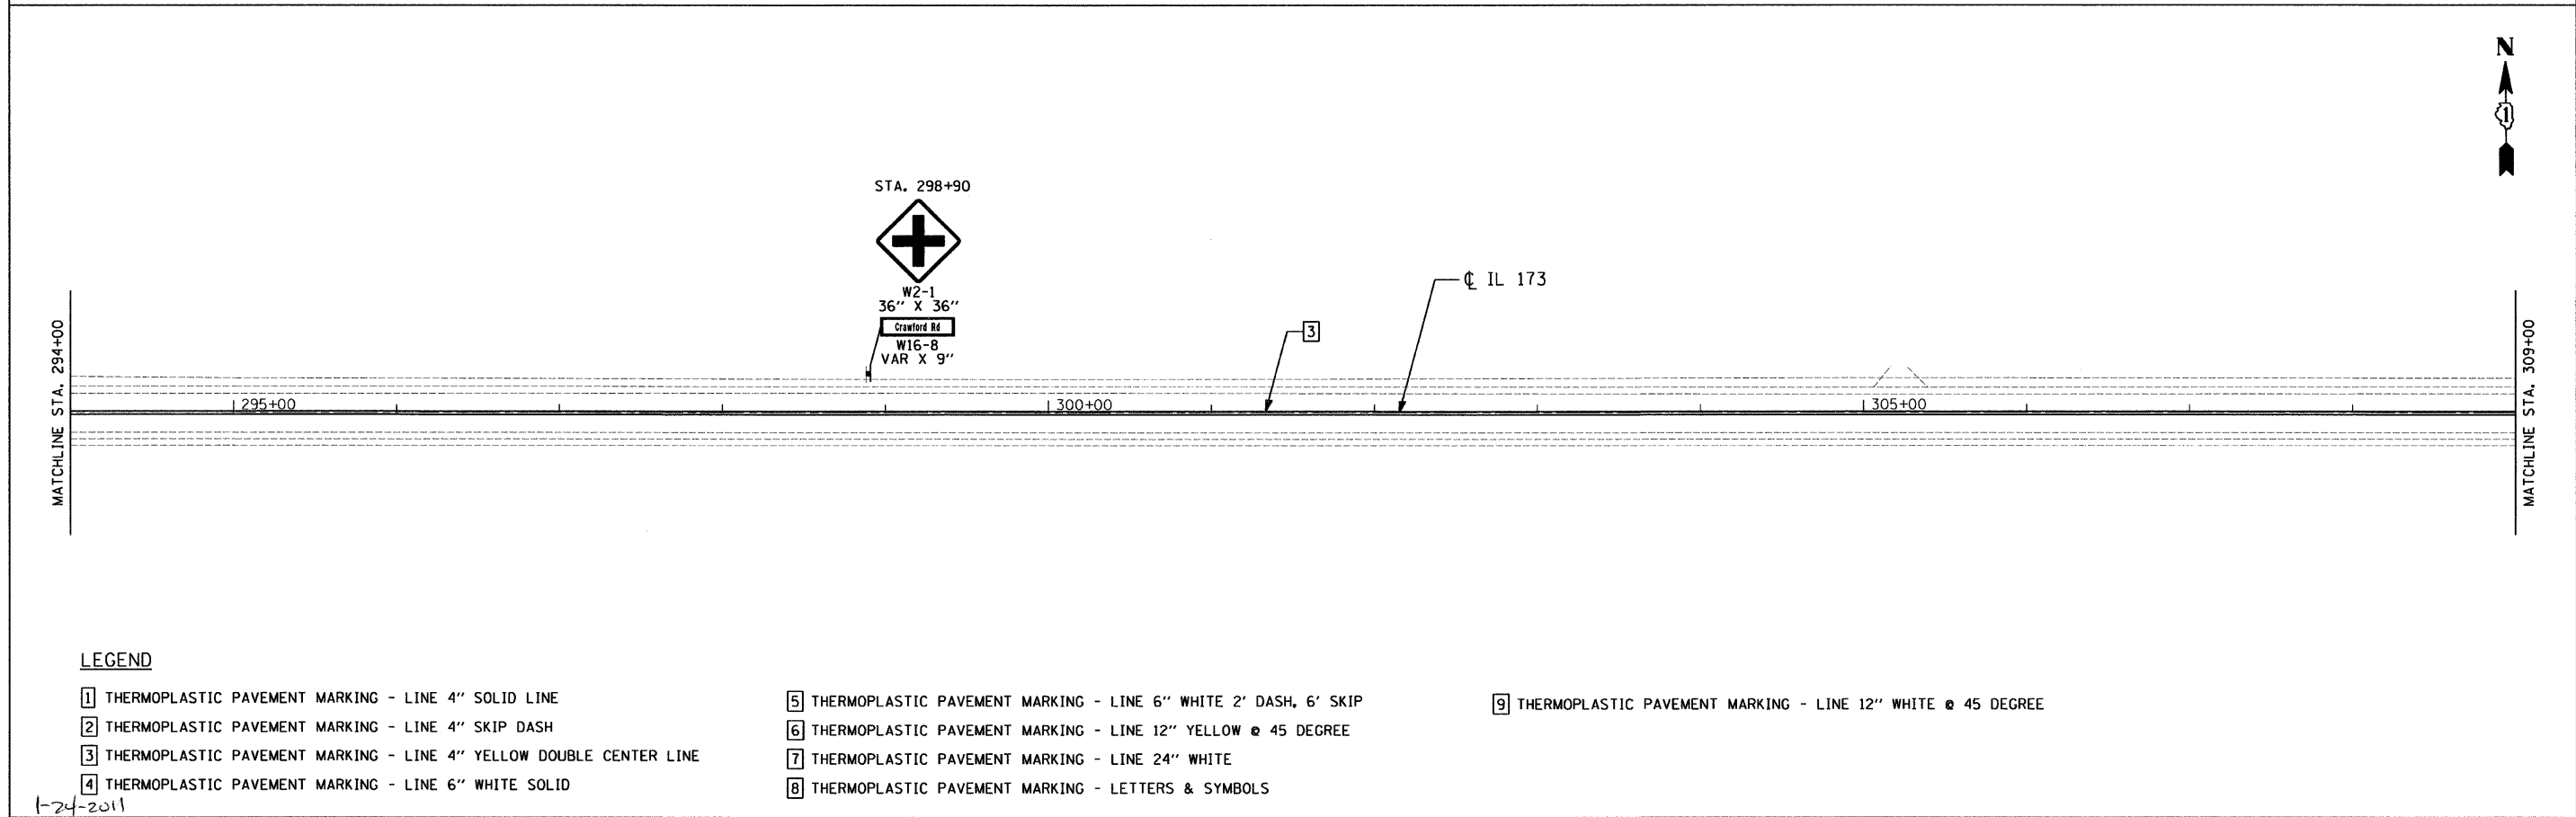 N
1
STA. 298+90
W2-1
36" X 36"
Crawford Rd
W16-8
VAR X 9"
℄ IL 173
3
MATCHLINE STA. 294+00
295+00
300+00
305+00
MATCHLINE STA. 309+00
LEGEND
1 THERMOPLASTIC PAVEMENT MARKING - LINE 4" SOLID LINE
2 THERMOPLASTIC PAVEMENT MARKING - LINE 4" SKIP DASH
3 THERMOPLASTIC PAVEMENT MARKING - LINE 4" YELLOW DOUBLE CENTER LINE
4 THERMOPLASTIC PAVEMENT MARKING - LINE 6" WHITE SOLID
5 THERMOPLASTIC PAVEMENT MARKING - LINE 6" WHITE 2' DASH, 6' SKIP
6 THERMOPLASTIC PAVEMENT MARKING - LINE 12" YELLOW @ 45 DEGREE
7 THERMOPLASTIC PAVEMENT MARKING - LINE 24" WHITE
8 THERMOPLASTIC PAVEMENT MARKING - LETTERS & SYMBOLS
9 THERMOPLASTIC PAVEMENT MARKING - LINE 12" WHITE @ 45 DEGREE
1-24-2011